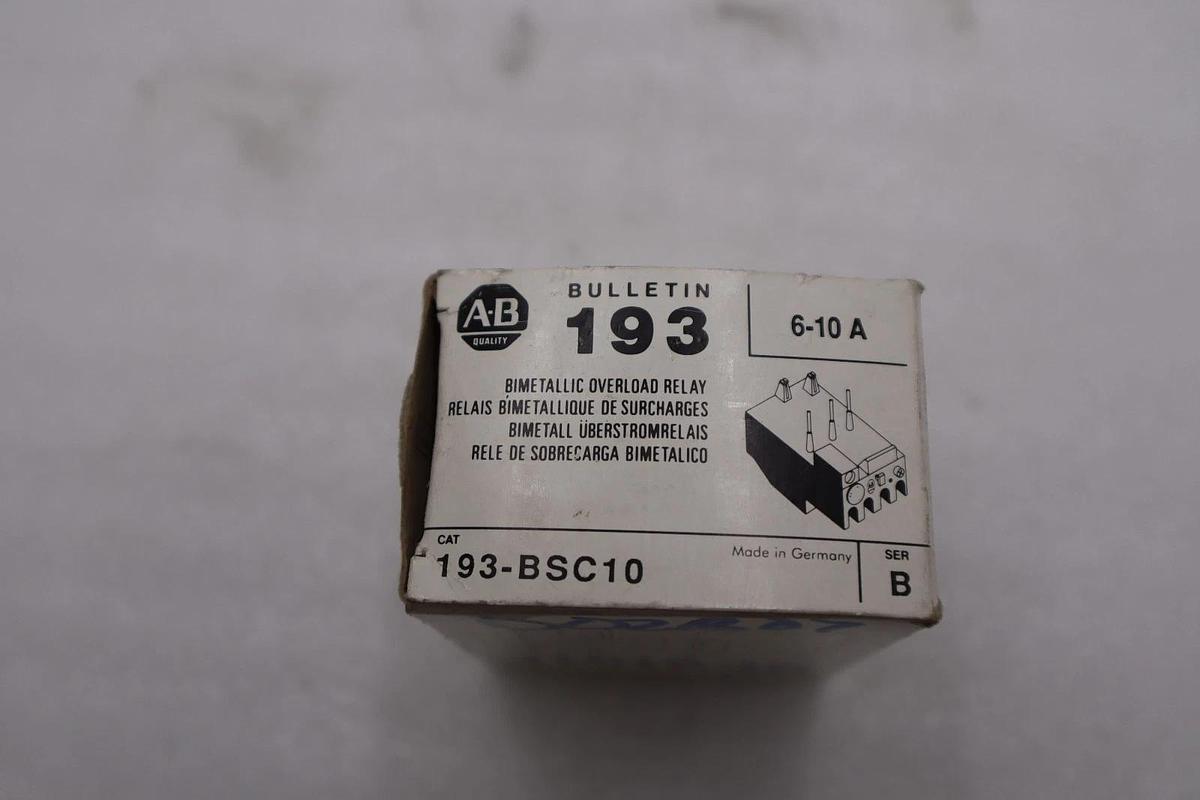 A-B
QUALITY
BULLETIN
193
6-10 A
BIMETALLIC OVERLOAD RELAY
RELAIS BIMETALLIQUE DE SURCHARGES
BIMETALL ÜBERSTROMRELAIS
RELE DE SOBRECARGA BIMETALICO
CAT
193-BSC10
Made in Germany
SER
B